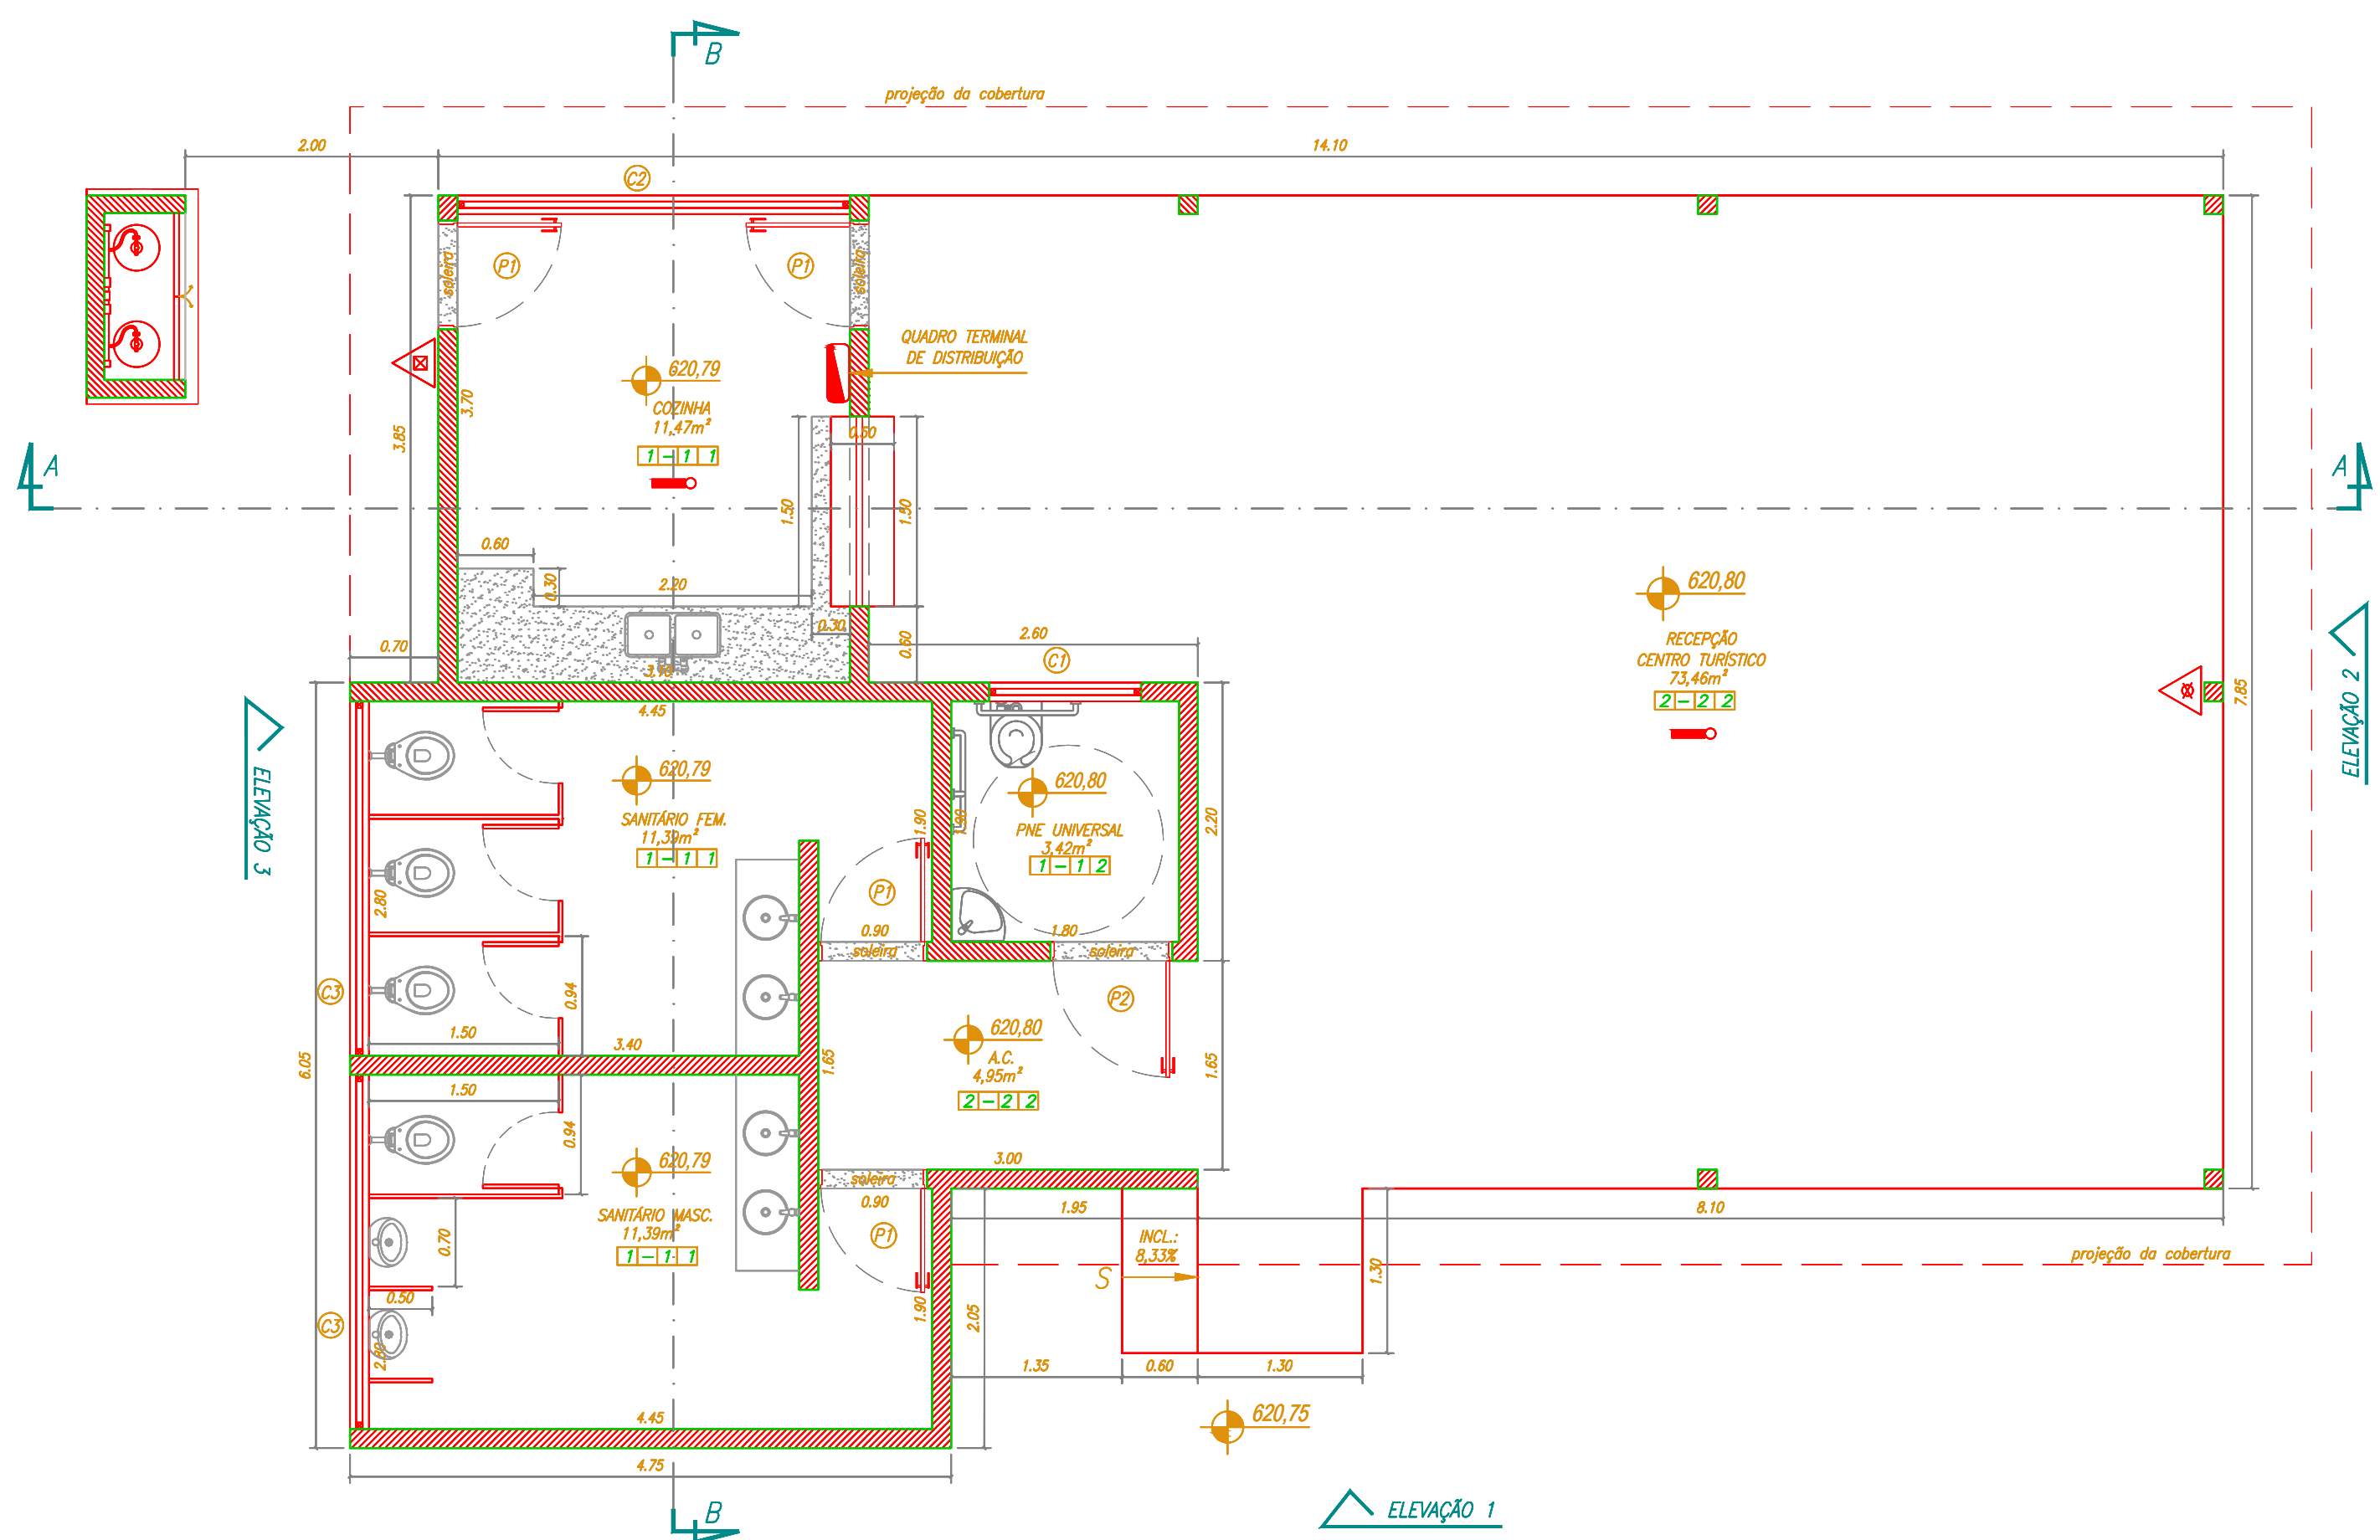 B
projeção da cobertura
2.00
14.10
C2
P1
P1
soleira
soleira
QUADRO TERMINAL
DE DISTRIBUIÇÃO
620,79
COZINHA
11,47m²
1 - 1 1
3.70
3.85
0.50
1.50
1.50
A
A
0.60
0.30
2.20
0.30
0.60
3.10
0.70
2.60
C1
620,80
RECEPÇÃO
CENTRO TURÍSTICO
73,46m²
2 - 2 2
7.85
ELEVAÇÃO 2
ELEVAÇÃO 3
4.45
620,79
SANITÁRIO FEM.
11,39m²
1 - 1 1
1.90
1.90
620,80
PNE UNIVERSAL
3,42m²
1 - 1 2
2.20
2.80
P1
0.90
soleira
1.80
soleira
C3
0.94
1.50
3.40
1.65
P2
620,80
A.C.
4,95m²
2 - 2 2
1.65
6.05
1.50
0.94
620,79
SANITÁRIO MASC.
11,39m²
1 - 1 1
3.00
soleira
0.90
P1
1.90
0.70
0.50
C3
2.80
2.05
1.95
8.10
INCL.:
8,33%
S
1.30
projeção da cobertura
1.35
0.60
1.30
620,75
4.45
4.75
B
ELEVAÇÃO 1